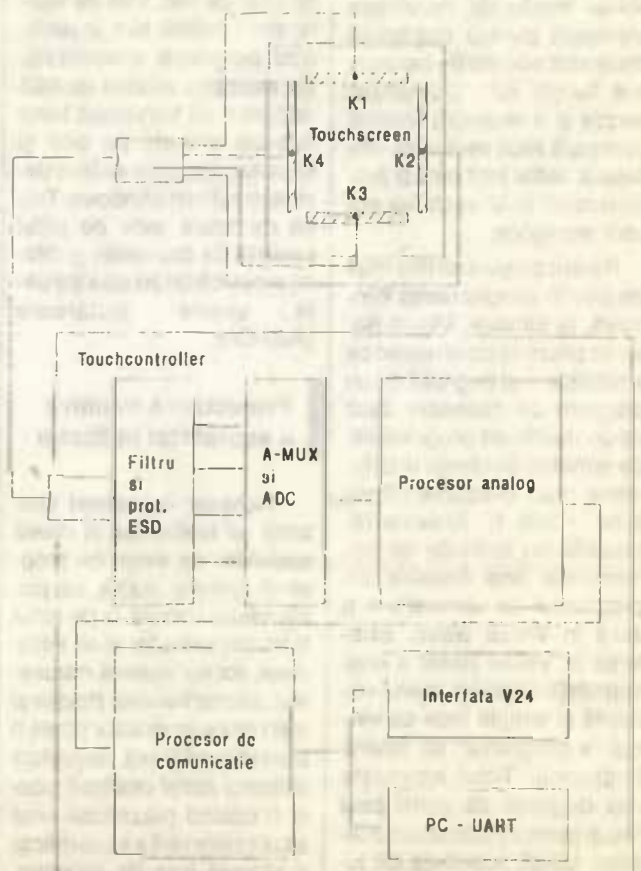 K1
Touchscreen
K4
K2
K3
Touchcontroller
Filtru
si
prot.
ESD
A-MUX
si
ADC
Procesor analog
Procesor de
comunicatie
Interfata V24
PC - UART